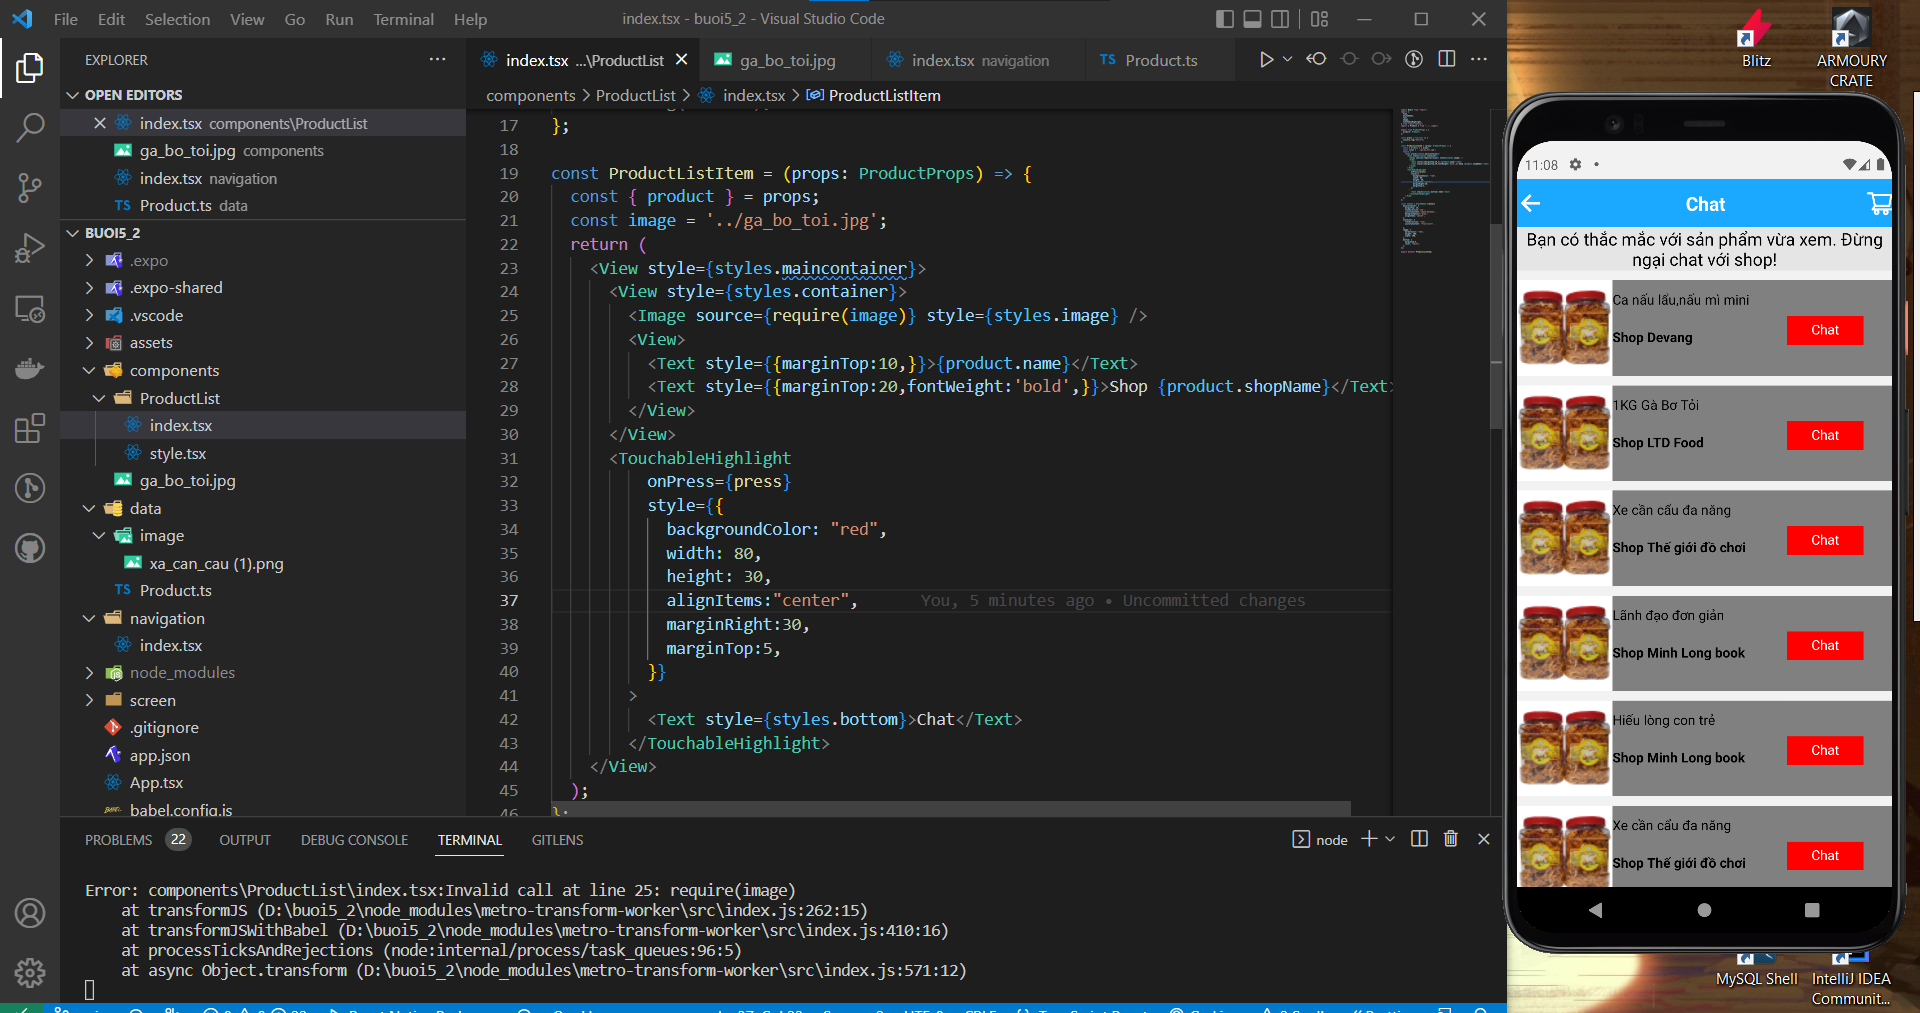 File Edit Selection View Go Run Terminal Help
index.tsx - buoi5_2 - Visual Studio Code
EXPLORER
OPEN EDITORS
index.tsx components\ProductList
ga_bo_toi.jpg components
index.tsx navigation
Product.ts data
BUOI5_2
.expo
.expo-shared
.vscode
assets
components
ProductList
index.tsx
style.tsx
ga_bo_toi.jpg
data
image
xa_can_cau (1).png
Product.ts
navigation
index.tsx
node_modules
screen
.gitignore
app.json
App.tsx
babel.config.js
index.tsx ...\ProductList
ga_bo_toi.jpg
index.tsx navigation
Product.ts
components > ProductList > index.tsx > ProductListItem
17 };
18
19 const ProductListItem = (props: ProductProps) => {
20 const { product } = props;
21 const image = '../ga_bo_toi.jpg';
22 return (
23 <View style={styles.maincontainer}>
24 <View style={styles.container}>
25 <Image source={require(image)} style={styles.image} />
26 <View>
27 <Text style={{marginTop:10,}}>{product.name}</Text>
28 <Text style={{marginTop:20,fontWeight:'bold',}}>Shop {product.shopName}</Text>
29 </View>
30 </View>
31 <TouchableHighlight
32 onPress={press}
33 style={{
34 backgroundColor: "red",
35 width: 80,
36 height: 30,
37 alignItems:"center", You, 5 minutes ago • Uncommitted changes
38 marginRight:30,
39 marginTop:5,
40 }}
41 >
42 <Text style={styles.bottom}>Chat</Text>
43 </TouchableHighlight>
44 </View>
45 );
46 };
PROBLEMS 22 OUTPUT DEBUG CONSOLE TERMINAL GITLENS
node
Error: components\ProductList\index.tsx:Invalid call at line 25: require(image)
at transformJS (D:\buoi5_2\node_modules\metro-transform-worker\src\index.js:262:15)
at transformJSWithBabel (D:\buoi5_2\node_modules\metro-transform-worker\src\index.js:410:16)
at processTicksAndRejections (node:internal/process/task_queues:96:5)
at async Object.transform (D:\buoi5_2\node_modules\metro-transform-worker\src\index.js:571:12)
Blitz
ARMOURY
CRATE
11:08
Chat
Bạn có thắc mắc với sản phẩm vừa xem. Đừng
ngại chat với shop!
Ca nấu lẩu,nấu mì mini
Shop Devang
Chat
1KG Gà Bơ Tỏi
Shop LTD Food
Chat
Xe cần cẩu đa năng
Shop Thế giới đồ chơi
Chat
Lãnh đạo đơn giản
Shop Minh Long book
Chat
Hiểu lòng con trẻ
Shop Minh Long book
Chat
Xe cần cẩu đa năng
Shop Thế giới đồ chơi
Chat
MySQL Shell
IntelliJ IDEA
Communit...